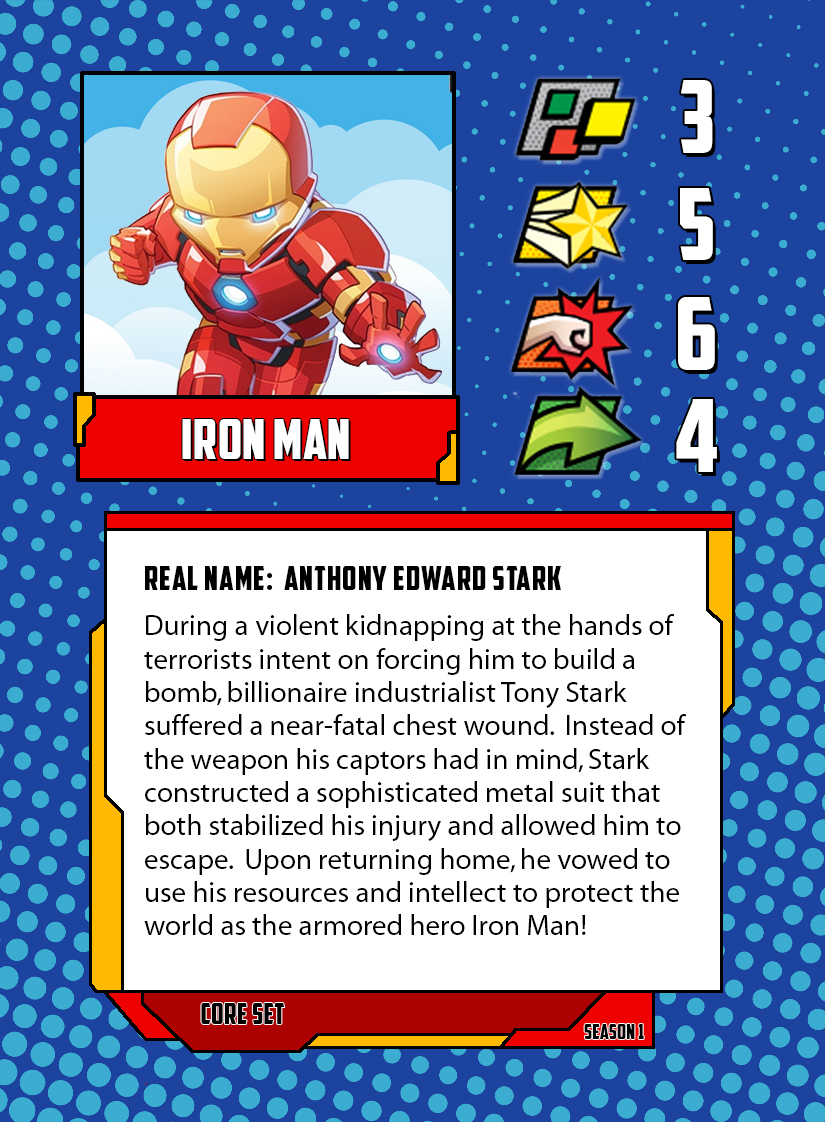 3
5
6
4
IRON MAN
REAL NAME: ANTHONY EDWARD STARK
During a violent kidnapping at the hands of
terrorists intent on forcing him to build a
bomb, billionaire industrialist Tony Stark
suffered a near-fatal chest wound. Instead of
the weapon his captors had in mind, Stark
constructed a sophisticated metal suit that
both stabilized his injury and allowed him to
escape. Upon returning home, he vowed to
use his resources and intellect to protect the
world as the armored hero Iron Man!
CORE SET
SEASON 1